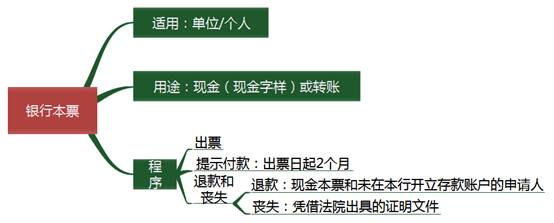 适用：单位/个人
银行本票
用途：现金（现金字样）或转账
程序
出票
提示付款：出票日起2个月
退款和丧失
退款：现金本票和未在本行开立存款账户的申请人
丧失：凭借法院出具的证明文件